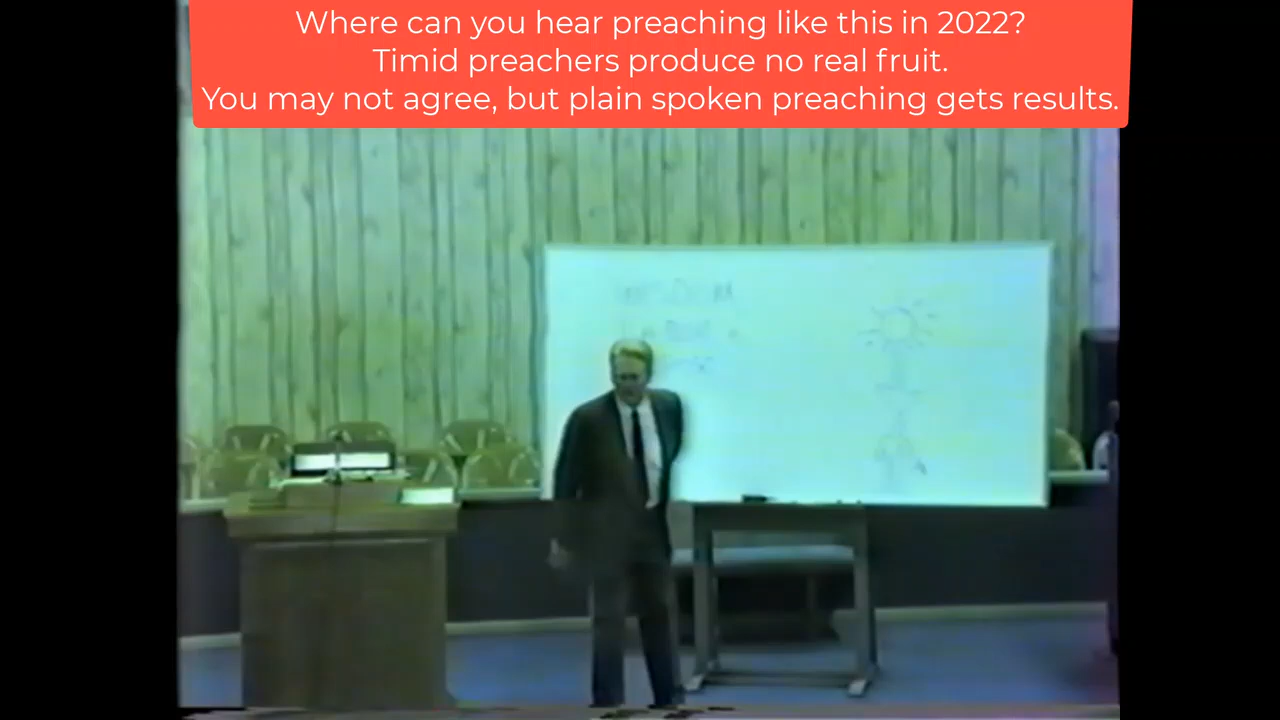 Where can you hear preaching like this in 2022?
Timid preachers produce no real fruit.
You may not agree, but plain spoken preaching gets results.